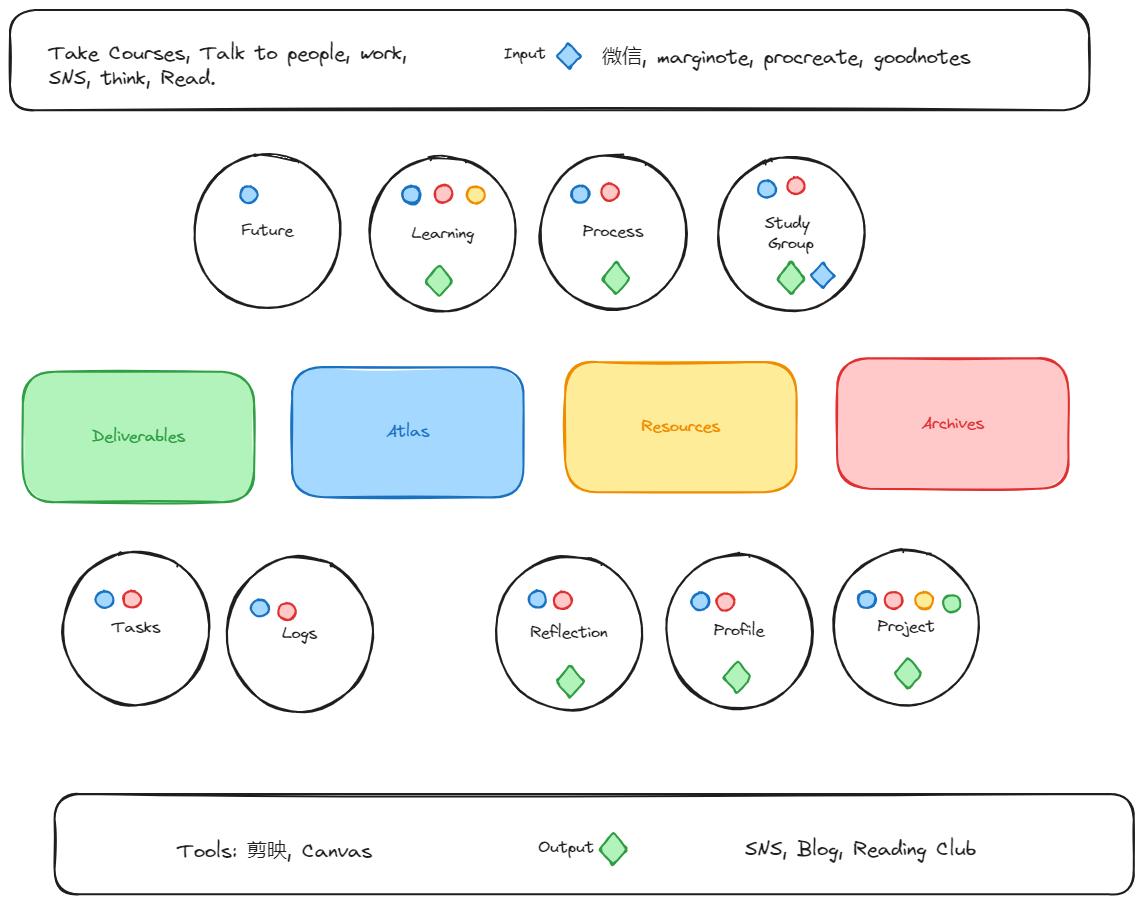 Take Courses, Talk to people, work,
SNS, think, Read.
Input
微信, marginote, procreate, goodnotes
Future
Learning
Process
Study
Group
Deliverables
Atlas
Resources
Archives
Tasks
Logs
Reflection
Profile
Project
Tools: 剪映, Canvas
Output
SNS, Blog, Reading Club